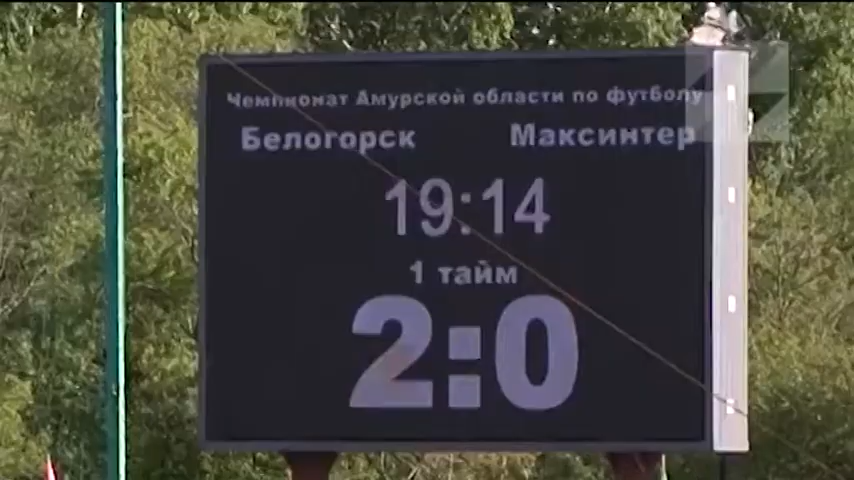 Чемпионат Амурской области по футболу
Белогорск Максинтер
19:14
1 тайм
2:0